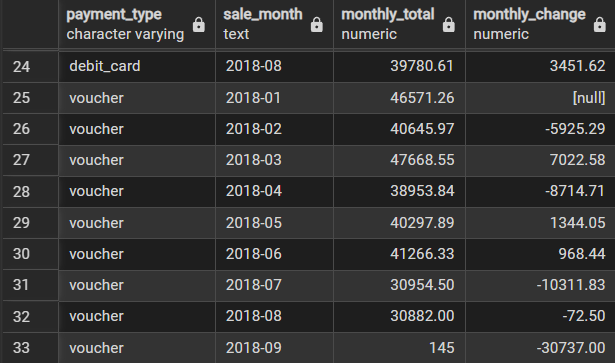 payment_type sale_month monthly_total monthly_change
character varying text numeric numeric
24 debit_card 2018-08 39780.61 3451.62
25 voucher 2018-01 46571.26 [null]
26 voucher 2018-02 40645.97 -5925.29
27 voucher 2018-03 47668.55 7022.58
28 voucher 2018-04 38953.84 -8714.71
29 voucher 2018-05 40297.89 1344.05
30 voucher 2018-06 41266.33 968.44
31 voucher 2018-07 30954.50 -10311.83
32 voucher 2018-08 30882.00 -72.50
33 voucher 2018-09 145 -30737.00